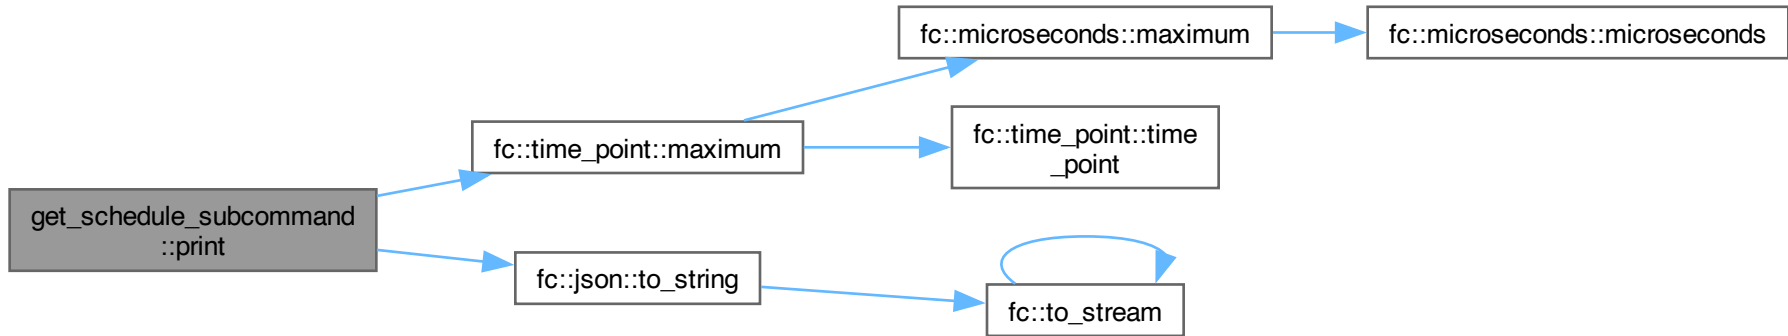 get_schedule_subcommand
::print
fc::time_point::maximum
fc::microseconds::maximum
fc::microseconds::microseconds
fc::time_point::time
_point
fc::json::to_string
fc::to_stream